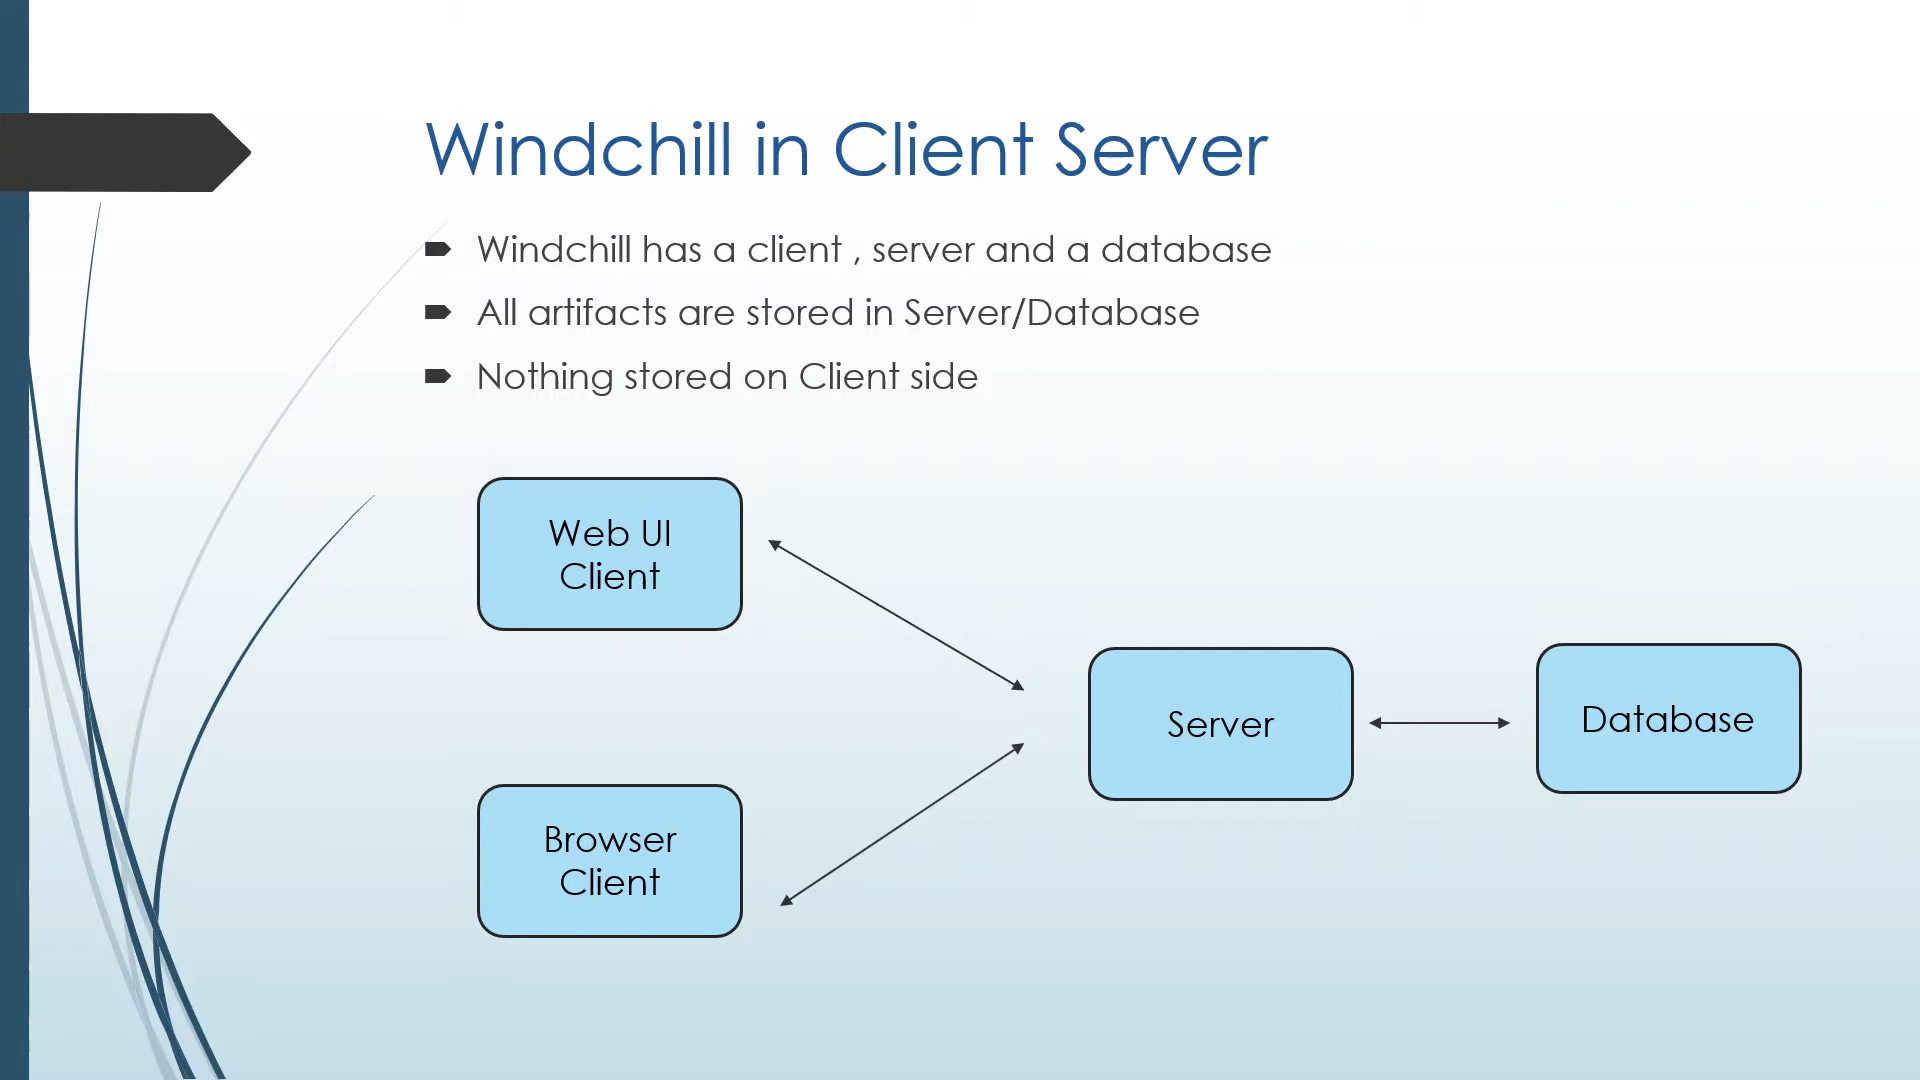 Windchill in Client Server
Windchill has a client , server and a database
All artifacts are stored in Server/Database
Nothing stored on Client side
Web UI
Client
Server
Database
Browser
Client